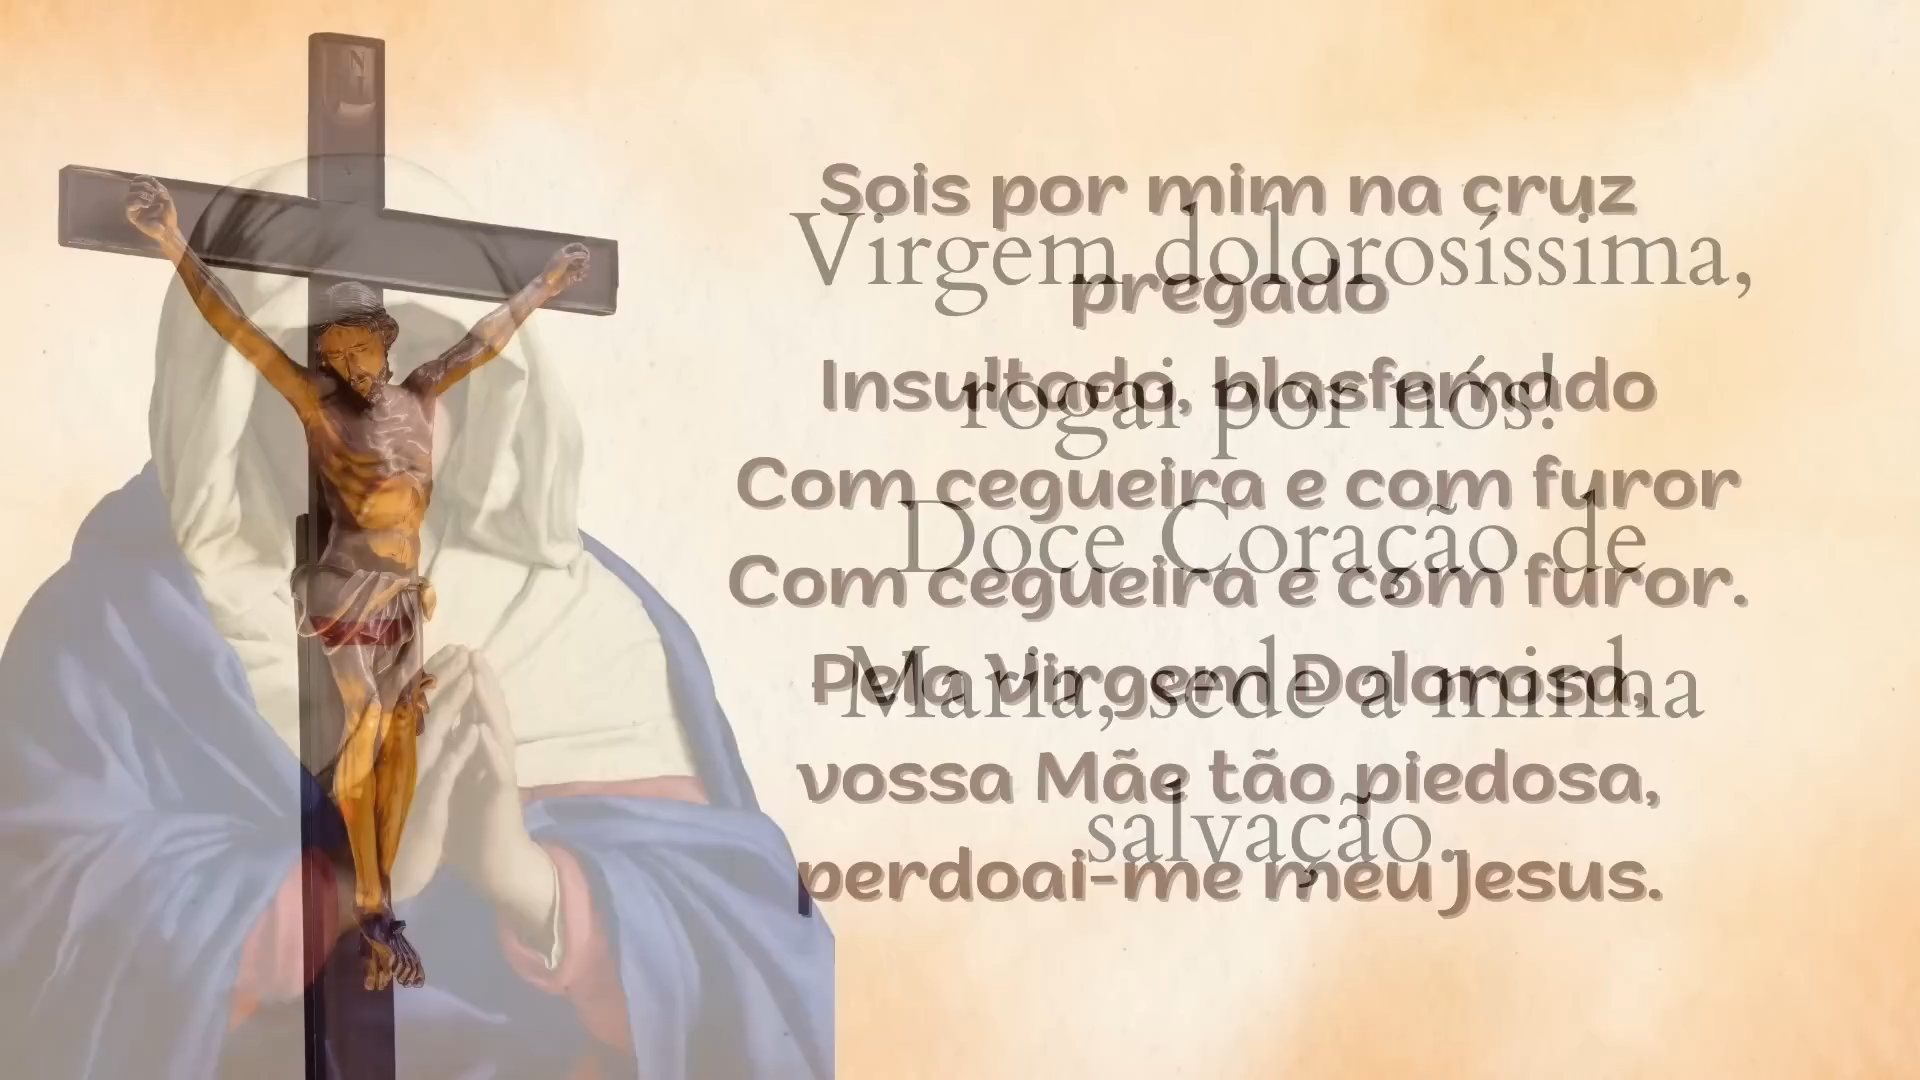 Sois por mim na cruz
pregado
Insultado, blasfemado
Com cegueira e com furor
Com cegueira e com furor.
Pela Virgem Dolorosa,
vossa Mãe tão piedosa,
perdoai-me meu Jesus.
Virgem dolorosíssima,
rogai por nós!
Doce Coração de
Maria, sede a minha
salvação.
N
I